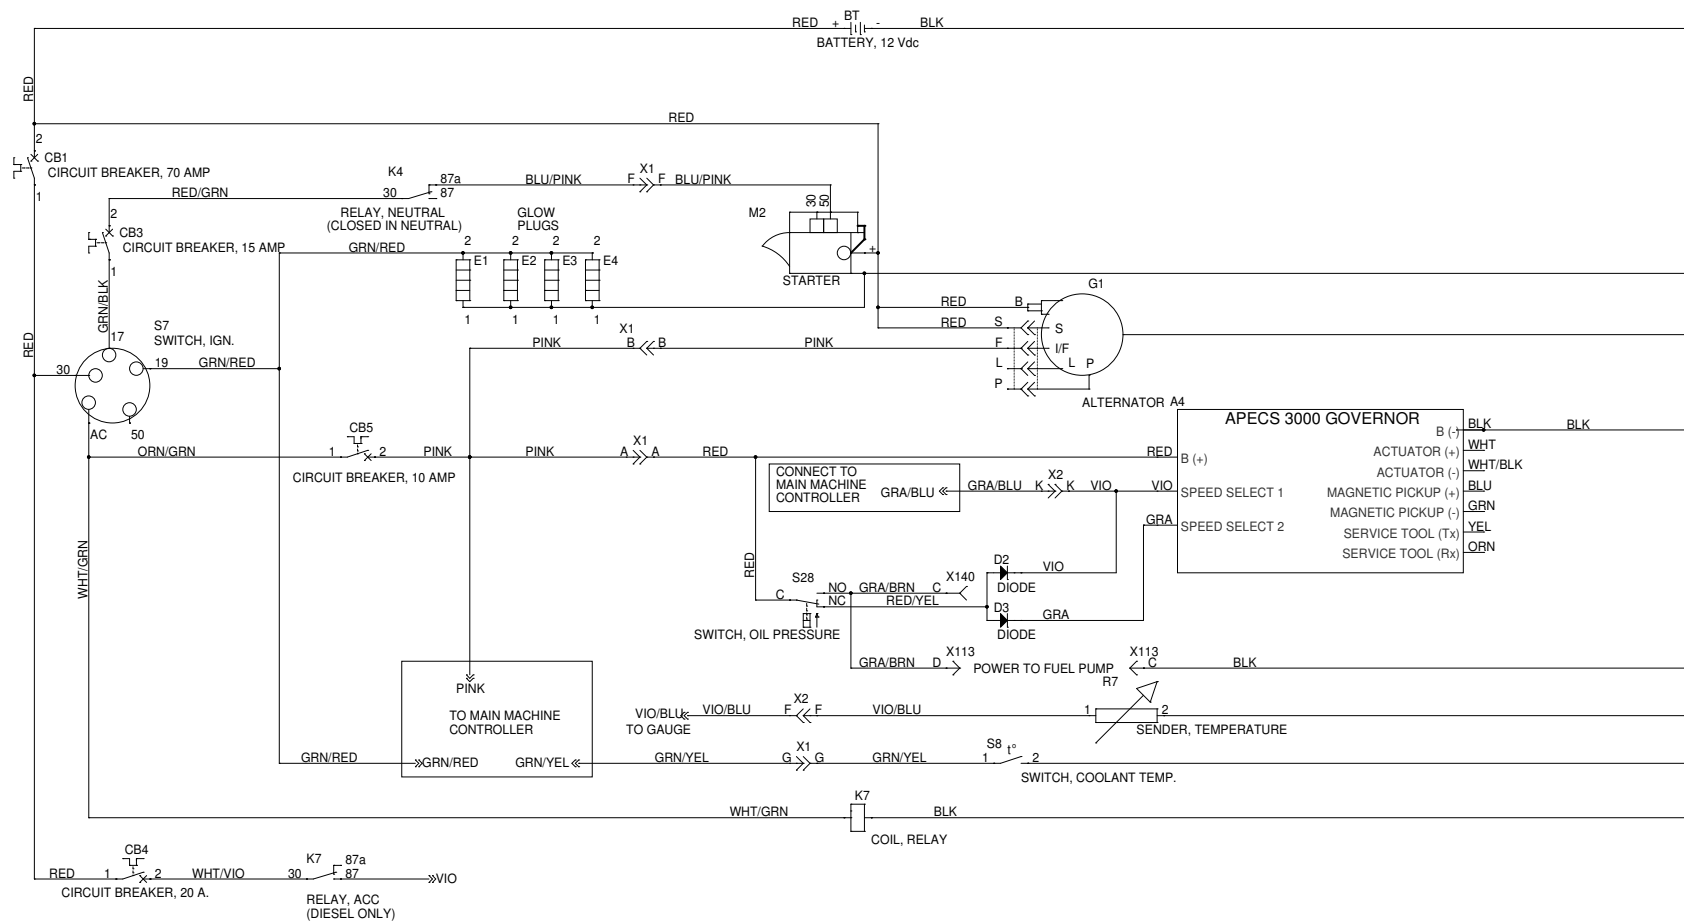 BT
RED + - BLK
BATTERY, 12 Vdc
RED
RED
2
CB1
CIRCUIT BREAKER, 70 AMP
1
K4
87a
BLU/PINK F X1 F BLU/PINK
RED/GRN 30 87
2
RELAY, NEUTRAL
(CLOSED IN NEUTRAL)
GLOW
PLUGS
M2
30
50
CB3
CIRCUIT BREAKER, 15 AMP
1
GRN/RED
2 2 2 2
E1 E2 E3 E4
+
STARTER
G1
GRN/BLK
RED B
1 1 1 1
RED S S
S7
SWITCH, IGN.
17
X1
PINK B B PINK F I/F
RED
30
19 GRN/RED
L L P
P
ALTERNATOR
AC 50
A4
APECS 3000 GOVERNOR
B (-) BLK BLK
CB5
ORN/GRN 1 2 PINK PINK A X1 A RED RED B (+)
CIRCUIT BREAKER, 10 AMP
ACTUATOR (+) WHT
ACTUATOR (-) WHT/BLK
CONNECT TO
MAIN MACHINE
CONTROLLER
GRA/BLU GRA/BLU K X2 K VIO VIO SPEED SELECT 1
MAGNETIC PICKUP (+) BLU
MAGNETIC PICKUP (-) GRN
GRA SPEED SELECT 2
SERVICE TOOL (Tx) YEL
SERVICE TOOL (Rx) ORN
WHT/GRN
RED
D2
VIO
DIODE
S28
C
NO GRA/BRN C X140
NC RED/YEL
D3
GRA
DIODE
SWITCH, OIL PRESSURE
GRA/BRN D X113 POWER TO FUEL PUMP X113 C BLK
PINK
R7
TO MAIN MACHINE
CONTROLLER
VIO/BLU
TO GAUGE
VIO/BLU F X2 F VIO/BLU 1 2
SENDER, TEMPERATURE
GRN/RED GRN/RED GRN/YEL GRN/YEL G X1 G GRN/YEL 1 S8 t° 2
SWITCH, COOLANT TEMP.
K7
WHT/GRN BLK
COIL, RELAY
CB4
RED 1 2 WHT/VIO 30 K7 87a
87 VIO
CIRCUIT BREAKER, 20 A.
RELAY, ACC
(DIESEL ONLY)